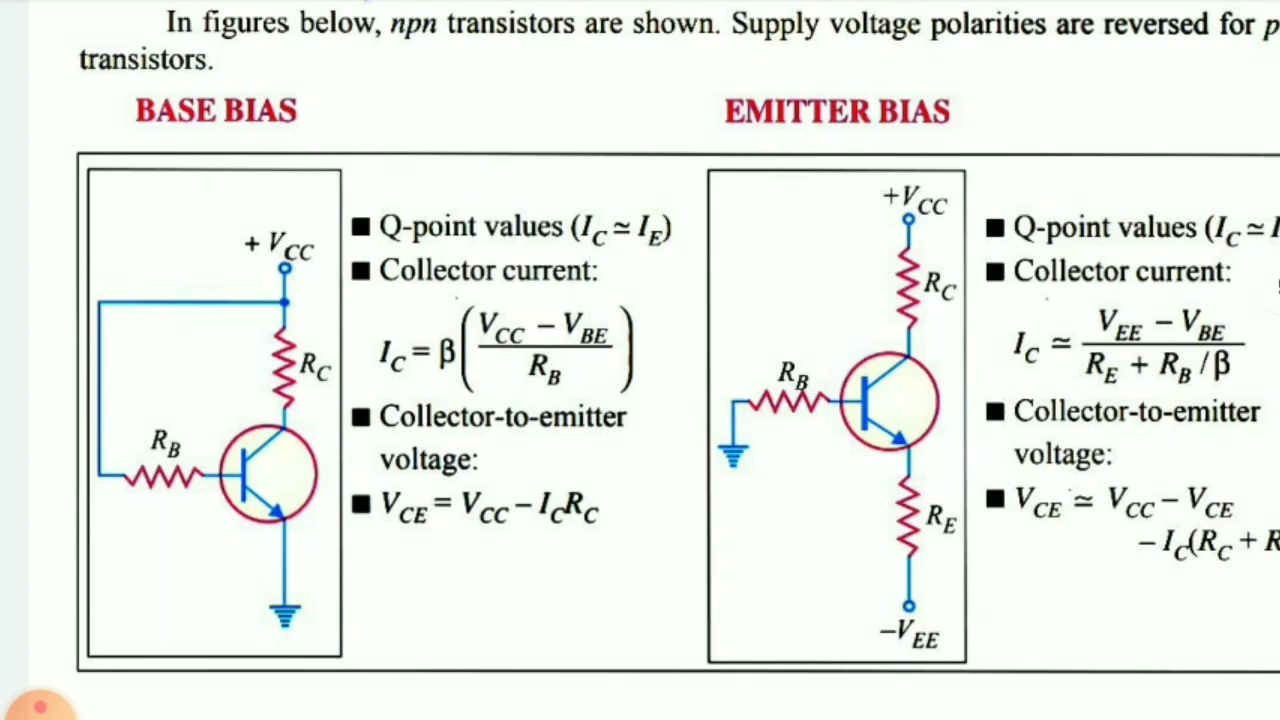 In figures below, npn transistors are shown. Supply voltage polarities are reversed for p
transistors.
BASE BIAS
+ VCC
RC
RB
■ Q-point values (IC ≃ IE)
■ Collector current:
IC = β( (VCC − VBE) / RB )
■ Collector-to-emitter
voltage:
■ VCE = VCC − ICRC
EMITTER BIAS
+VCC
RC
RB
RE
−VEE
■ Q-point values (IC ≃ I
■ Collector current:
IC ≃ (VEE − VBE) / (RE + RB / β)
■ Collector-to-emitter
voltage:
■ VCE ≃ VCC − VCE
− IC(RC + R